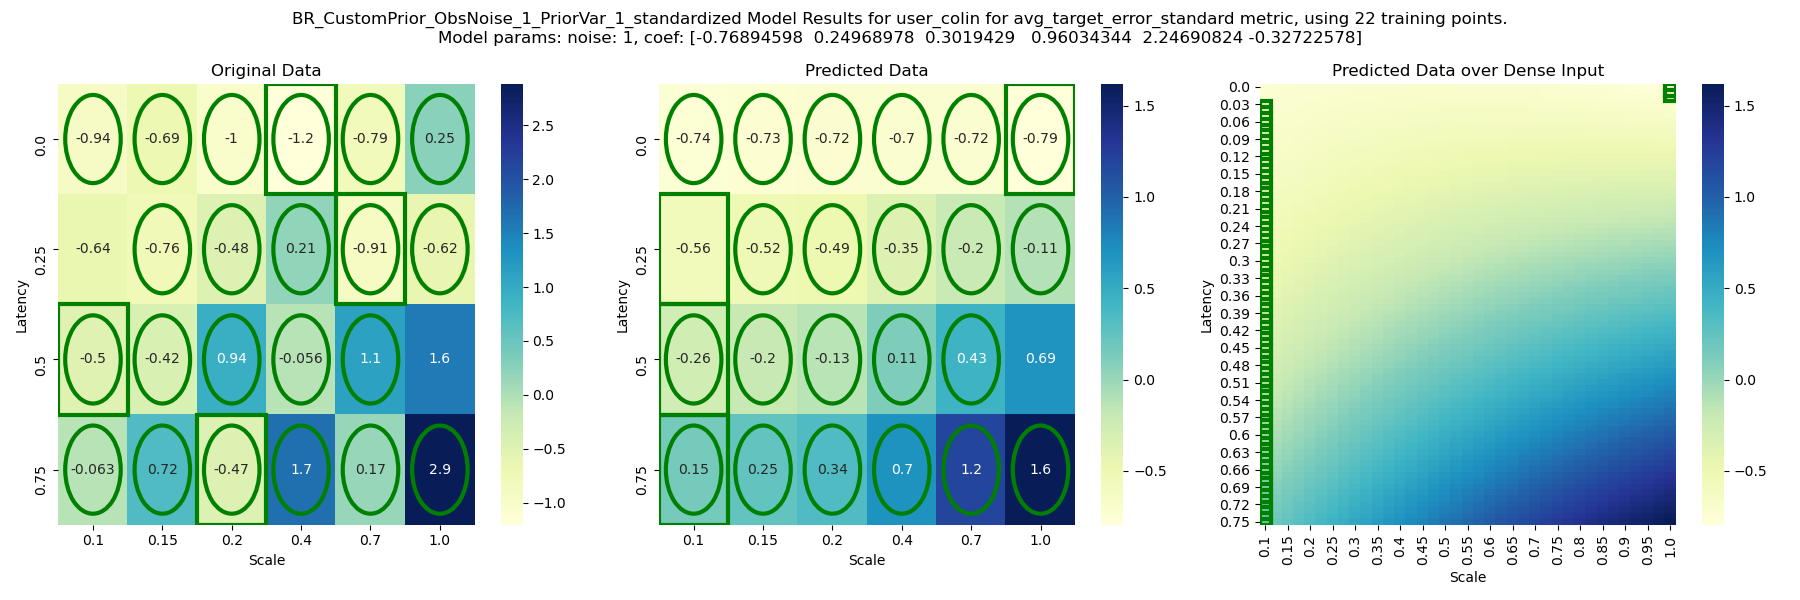 BR_CustomPrior_ObsNoise_1_PriorVar_1_standardized Model Results for user_colin for avg_target_error_standard metric, using 22 training points.
Model params: noise: 1, coef: [-0.76894598  0.24968978  0.3019429   0.96034344  2.24690824 -0.32722578]
Original Data
Latency
0.0 -0.94 -0.69 -1 -1.2 -0.79 0.25
0.25 -0.64 -0.76 -0.48 0.21 -0.91 -0.62
0.5 -0.5 -0.42 0.94 -0.056 1.1 1.6
0.75 -0.063 0.72 -0.47 1.7 0.17 2.9
0.1 0.15 0.2 0.4 0.7 1.0
Scale
2.5
2.0
1.5
1.0
0.5
0.0
−0.5
−1.0
Predicted Data
Latency
0.0 -0.74 -0.73 -0.72 -0.7 -0.72 -0.79
0.25 -0.56 -0.52 -0.49 -0.35 -0.2 -0.11
0.5 -0.26 -0.2 -0.13 0.11 0.43 0.69
0.75 0.15 0.25 0.34 0.7 1.2 1.6
0.1 0.15 0.2 0.4 0.7 1.0
Scale
1.5
1.0
0.5
0.0
−0.5
Predicted Data over Dense Input
Latency
0.0
0.03
0.06
0.09
0.12
0.15
0.18
0.21
0.24
0.27
0.3
0.33
0.36
0.39
0.42
0.45
0.48
0.51
0.54
0.57
0.6
0.63
0.66
0.69
0.72
0.75
0.1 0.15 0.2 0.25 0.3 0.35 0.4 0.45 0.5 0.55 0.6 0.65 0.7 0.75 0.8 0.85 0.9 0.95 1.0
Scale
1.5
1.0
0.5
0.0
−0.5